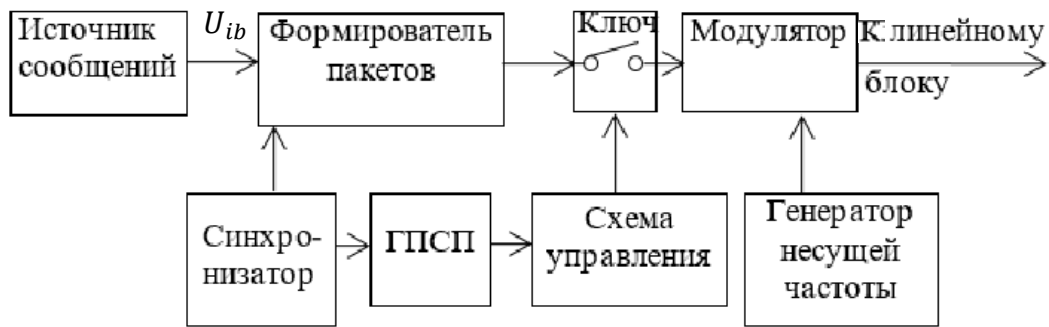 Источник
сообщений
U_ib
Формирователь
пакетов
Ключ
Модулятор
К линейному
блоку
Синхро-
низатор
ГПСП
Схема
управления
Генератор
несущей
частоты